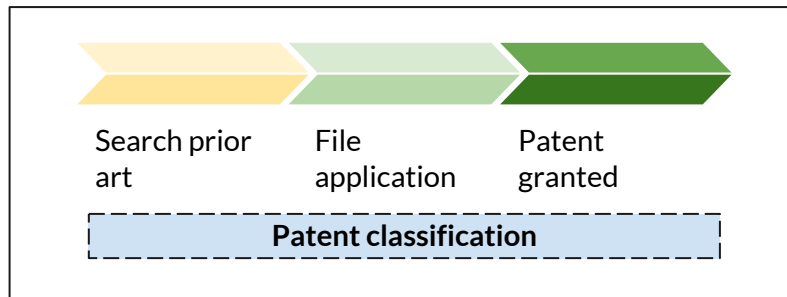 Search prior
art
File
application
Patent
granted
Patent classification